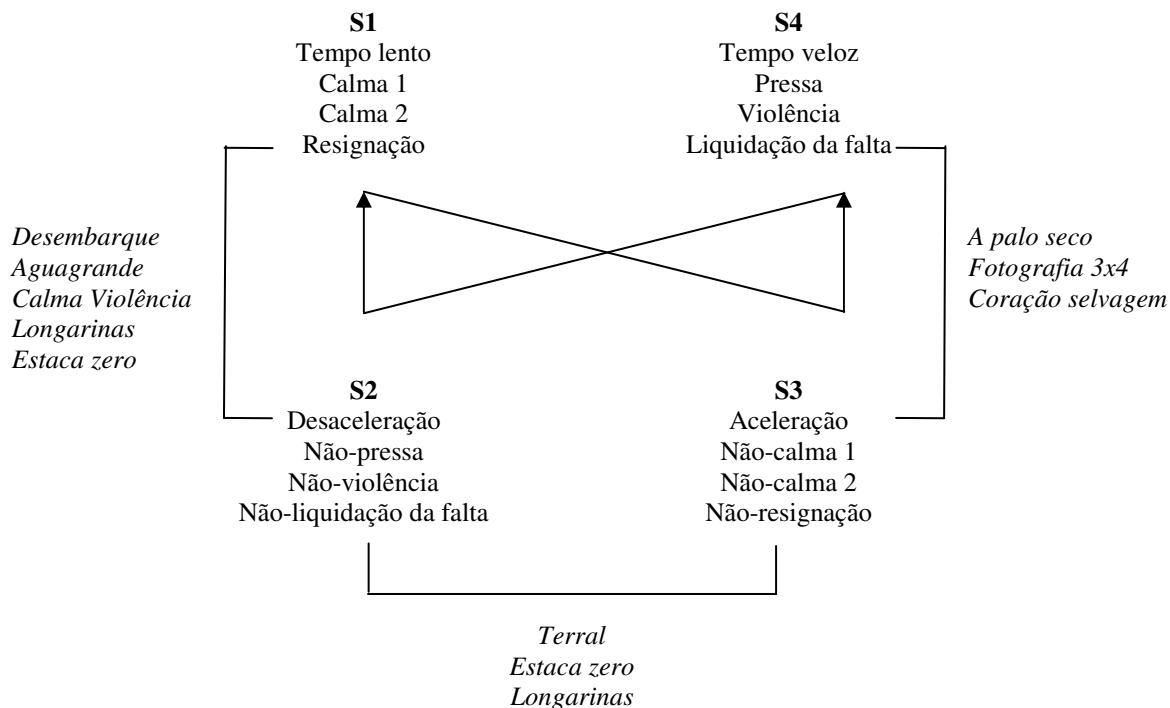 S1
Tempo lento
Calma 1
Calma 2
Resignação
S4
Tempo veloz
Pressa
Violência
Liquidação da falta
Desembarque
Aguagrande
Calma Violência
Longarinas
Estaca zero
A palo seco
Fotografia 3x4
Coração selvagem
S2
Desaceleração
Não-pressa
Não-violência
Não-liquidação da falta
S3
Aceleração
Não-calma 1
Não-calma 2
Não-resignação
Terral
Estaca zero
Longarinas